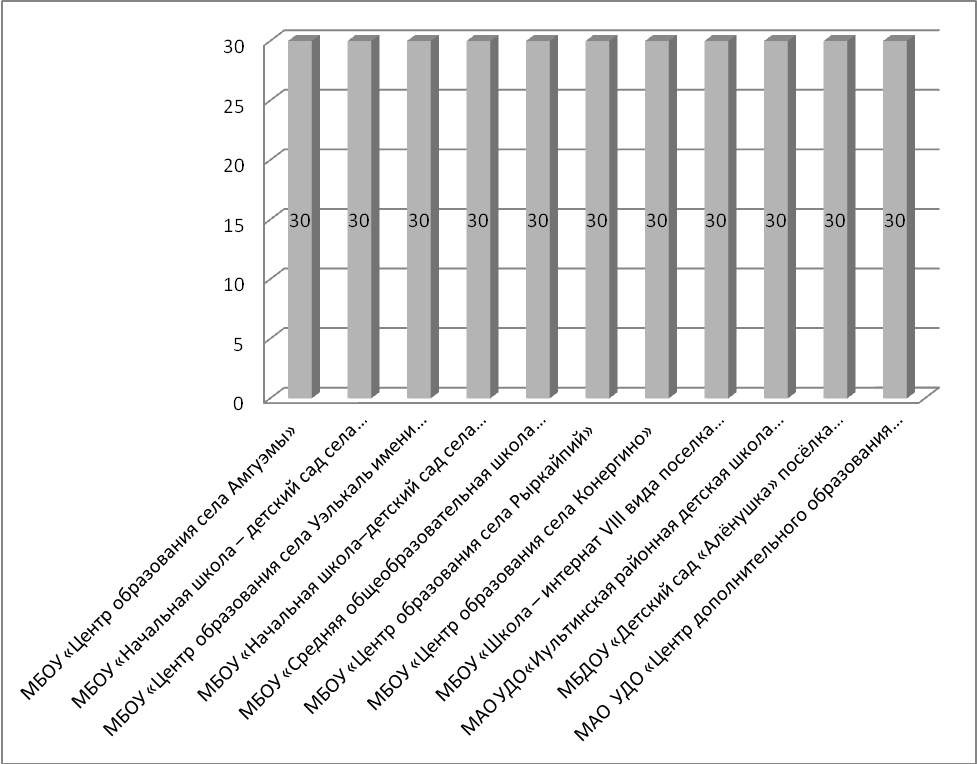 30
25
20
15
10
5
0
30
30
30
30
30
30
30
30
30
30
30
МБОУ «Центр образования села Амгуэмы»
МБОУ «Начальная школа – детский сад села...
МБОУ «Центр образования села Уэлькаль имени...
МБОУ «Начальная школа–детский сад села...
МБОУ «Средняя общеобразовательная школа...
МБОУ «Центр образования села Рыркайпий»
МБОУ «Центр образования села Конергино»
МБОУ «Школа – интернат VIII вида поселка...
МАО УДО«Иультинская районная детская школа...
МБДОУ «Детский сад «Алёнушка» посёлка...
МАО УДО «Центр дополнительного образования...